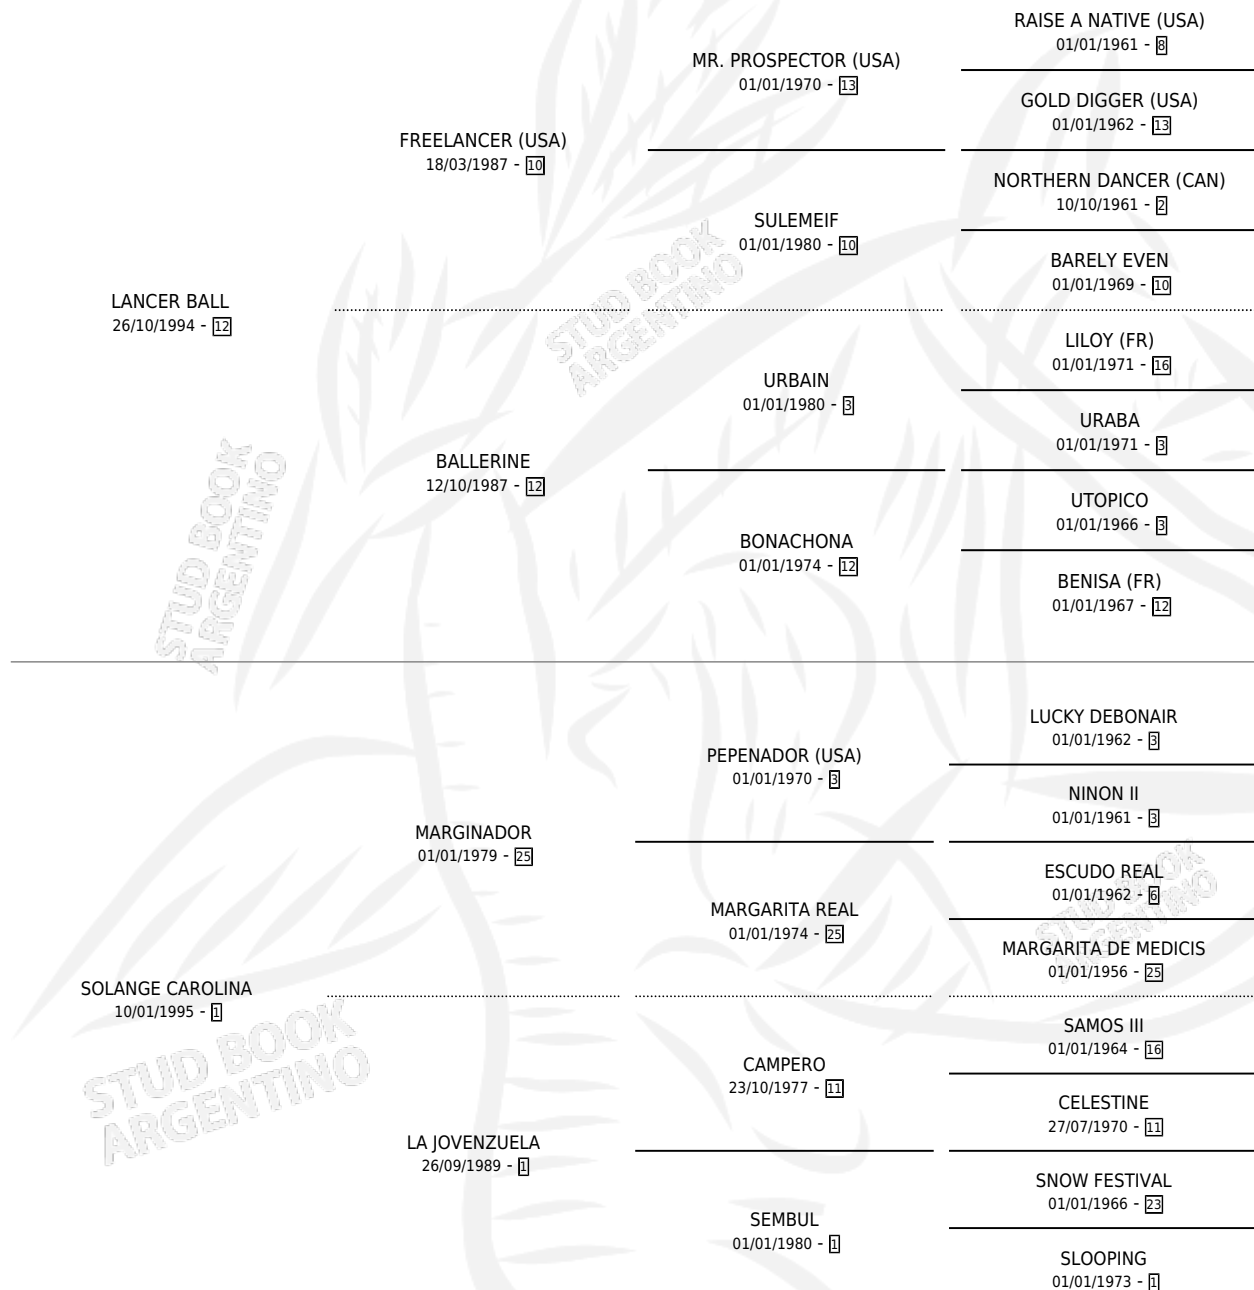 RAISE A NATIVE (USA)
01/01/1961 - 8
MR. PROSPECTOR (USA)
01/01/1970 - 13
GOLD DIGGER (USA)
01/01/1962 - 13
FREELANCER (USA)
18/03/1987 - 10
NORTHERN DANCER (CAN)
10/10/1961 - 2
SULEMEIF
01/01/1980 - 10
BARELY EVEN
01/01/1969 - 10
LANCER BALL
26/10/1994 - 12
LILOY (FR)
01/01/1971 - 16
URBAIN
01/01/1980 - 3
URABA
01/01/1971 - 3
BALLERINE
12/10/1987 - 12
UTOPICO
01/01/1966 - 3
BONACHONA
01/01/1974 - 12
BENISA (FR)
01/01/1967 - 12
STUD BOOK
ARGENTINO
STUD BOOK
ARGENTINO
LUCKY DEBONAIR
01/01/1962 - 3
PEPENADOR (USA)
01/01/1970 - 3
NINON II
01/01/1961 - 3
MARGINADOR
01/01/1979 - 25
ESCUDO REAL
01/01/1962 - 6
MARGARITA REAL
01/01/1974 - 25
MARGARITA DE MEDICIS
01/01/1956 - 25
STUD BOOK
ARGENTINO
SOLANGE CAROLINA
10/01/1995 - 1
SAMOS III
01/01/1964 - 16
CAMPERO
23/10/1977 - 11
CELESTINE
27/07/1970 - 11
STUD BOOK
ARGENTINO
LA JOVENZUELA
26/09/1989 - 1
SNOW FESTIVAL
01/01/1966 - 23
SEMBUL
01/01/1980 - 1
SLOOPING
01/01/1973 - 1